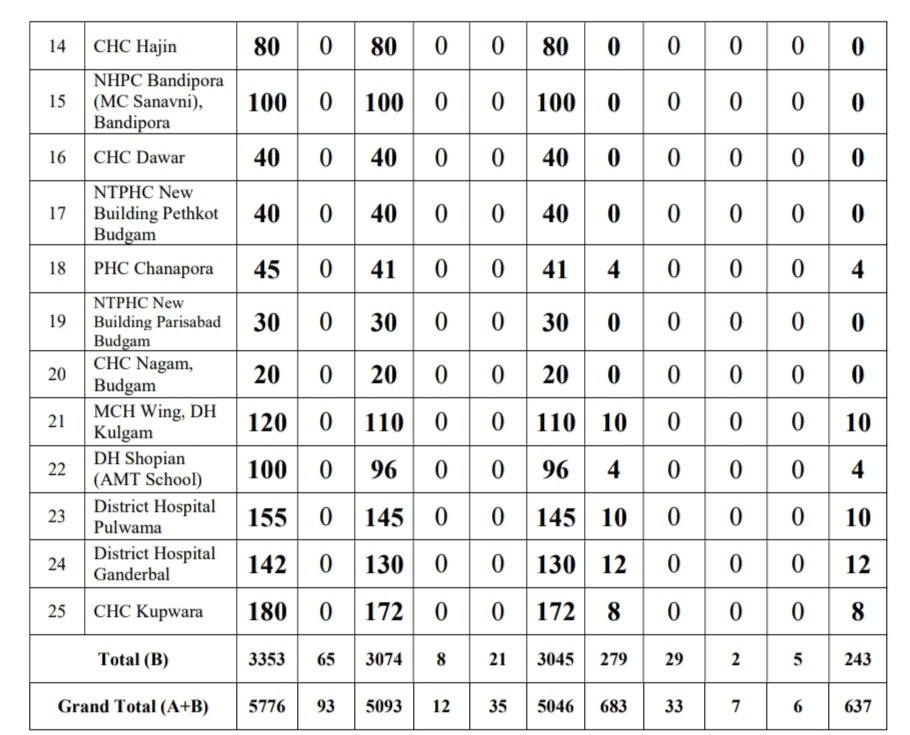 14 CHC Hajin 80 0 80 0 0 80 0 0 0 0 0
NHPC Bandipora
15 (MC Sanavni), 100 0 100 0 0 100 0 0 0 0 0
Bandipora
16 CHC Dawar 40 0 40 0 0 40 0 0 0 0 0
NTPHC New
17 Building Pethkot 40 0 40 0 0 40 0 0 0 0 0
Budgam
18 PHC Chanapora 45 0 41 0 0 41 4 0 0 0 4
NTPHC New
19 Building Parisabad 30 0 30 0 0 30 0 0 0 0 0
Budgam
20 CHC Nagam, 20 0 20 0 0 20 0 0 0 0 0
Budgam
21 MCH Wing, DH 120 0 110 0 0 110 10 0 0 0 10
Kulgam
22 DH Shopian 100 0 96 0 0 96 4 0 0 0 4
(AMT School)
23 District Hospital 155 0 145 0 0 145 10 0 0 0 10
Pulwama
24 District Hospital 142 0 130 0 0 130 12 0 0 0 12
Ganderbal
25 CHC Kupwara 180 0 172 0 0 172 8 0 0 0 8
Total (B) 3353 65 3074 8 21 3045 279 29 2 5 243
Grand Total (A+B) 5776 93 5093 12 35 5046 683 33 7 6 637